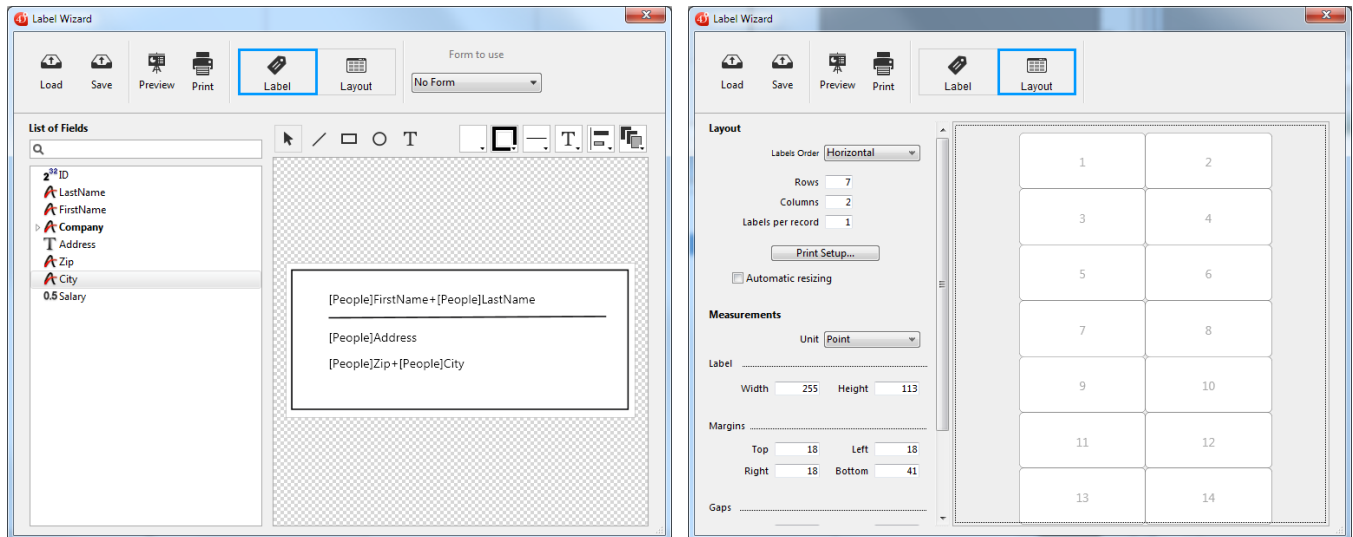 Label Wizard
Load Save Preview Print Label Layout
Form to use
No Form
List of Fields
2^32 ID
LastName
FirstName
Company
T Address
Zip
City
0.5 Salary
T T
[People]FirstName+[People]LastName
[People]Address
[People]Zip+[People]City
Label Wizard
Load Save Preview Print Label Layout
Layout
Labels Order Horizontal
Rows 7
Columns 2
Labels per record 1
Print Setup...
Automatic resizing
Measurements
Unit Point
Label
Width 255 Height 113
Margins
Top 18 Left 18
Right 18 Bottom 41
Gaps
1 2
3 4
5 6
7 8
9 10
11 12
13 14